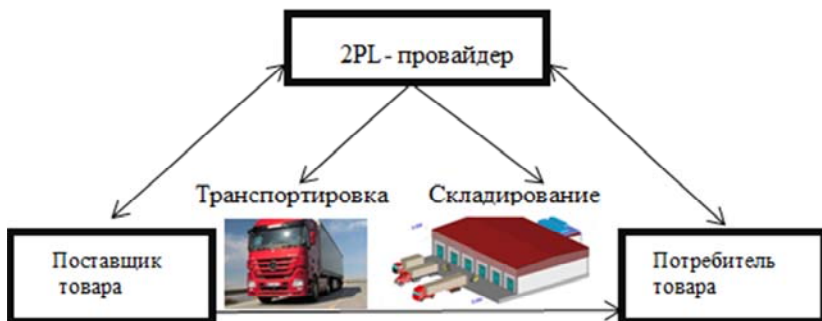 2PL - провайдер
Транспортировка
Складирование
Поставщик
товара
Потребитель
товара